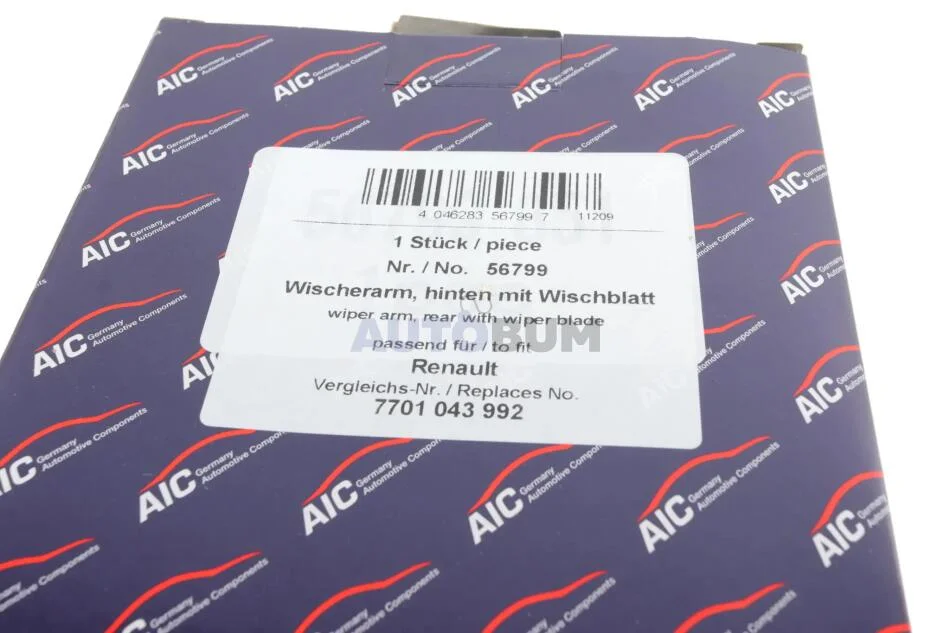 AIC Germany Automotive Components
4 046283 56799 7 11209
1 Stück / piece
Nr. / No. 56799
Wischerarm, hinten mit Wischblatt
wiper arm, rear with wiper blade
AUTOBUM
passend für / to fit
Renault
Vergleichs-Nr. / Replaces No.
7701 043 992